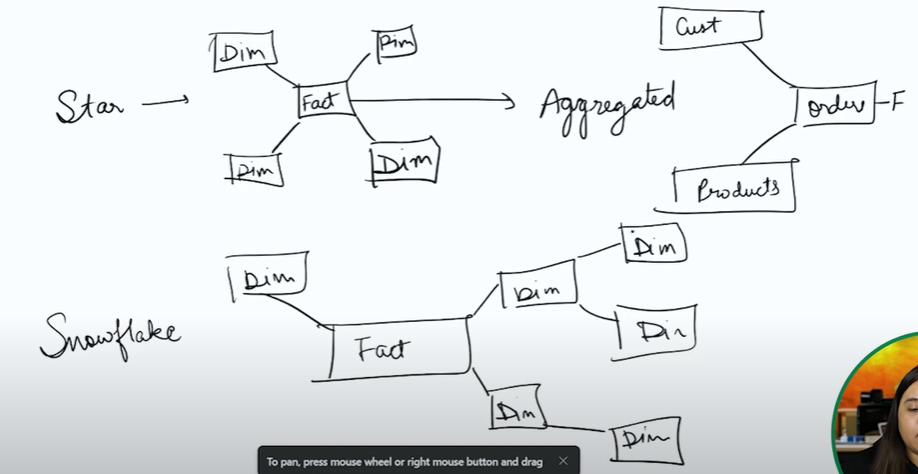 Star
Dim
Dim
Fact
Dim
Dim
Aggregated
Cust
order
F
Products
Snowflake
Dim
Fact
Dim
Dim
Din
Dim
Dim
To pan, press mouse wheel or right mouse button and drag